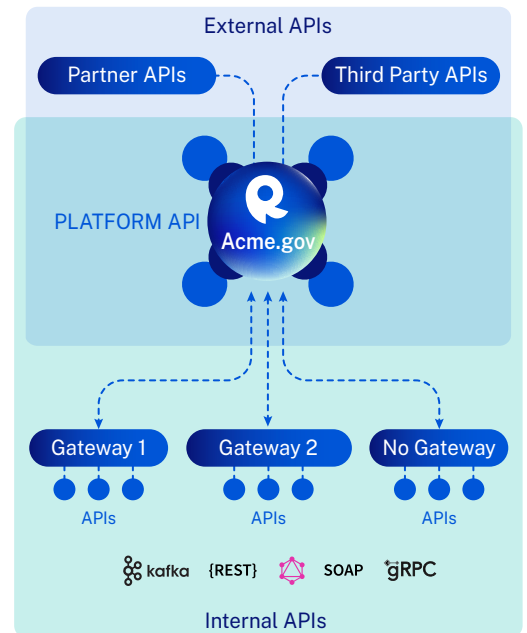 External APIs
Partner APIs
Third Party APIs
PLATFORM API
Acme.gov
Gateway 1
Gateway 2
No Gateway
APIs
APIs
APIs
kafka
{REST}
SOAP
gRPC
Internal APIs